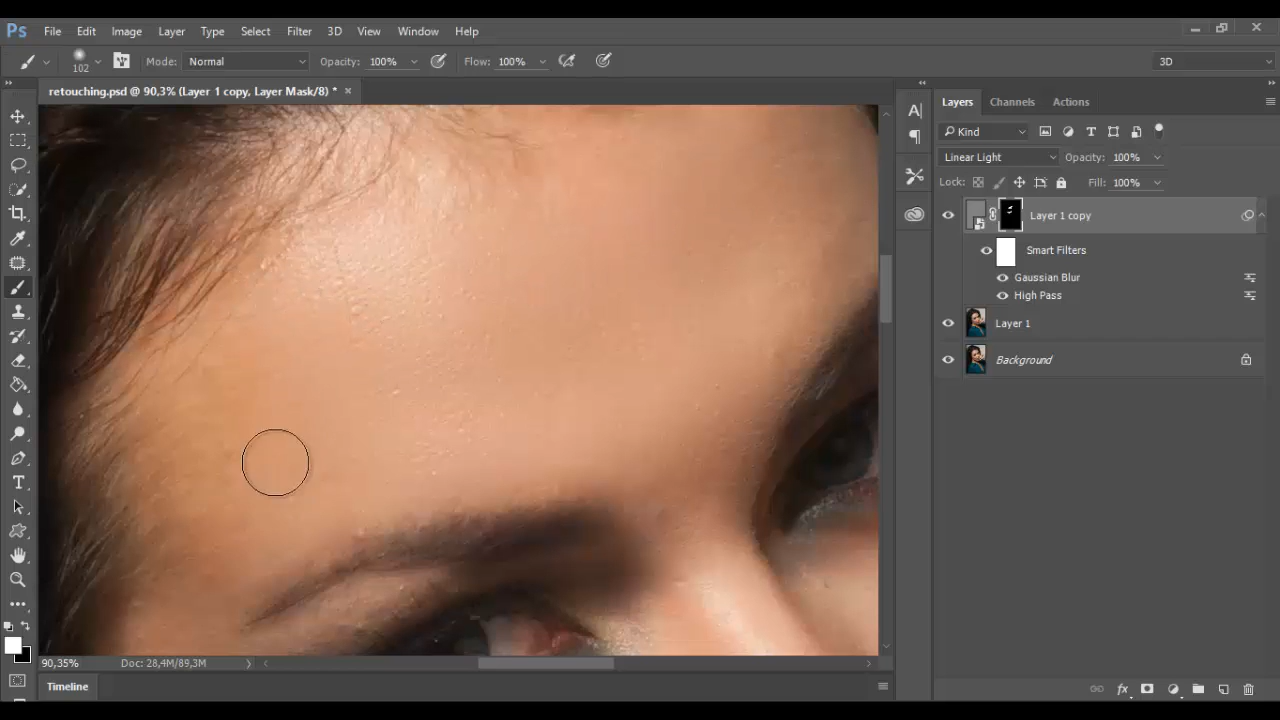 Ps File Edit Image Layer Type Select Filter 3D View Window Help
102 Mode: Normal Opacity: 100% Flow: 100% 3D
retouching.psd @ 90,3% (Layer 1 copy, Layer Mask/8) * ×
Layers Channels Actions
Kind
Linear Light Opacity: 100%
Lock: Fill: 100%
Layer 1 copy
Smart Filters
Gaussian Blur
High Pass
Layer 1
Background
90,35% Doc: 28,4M/89,3M
Timeline